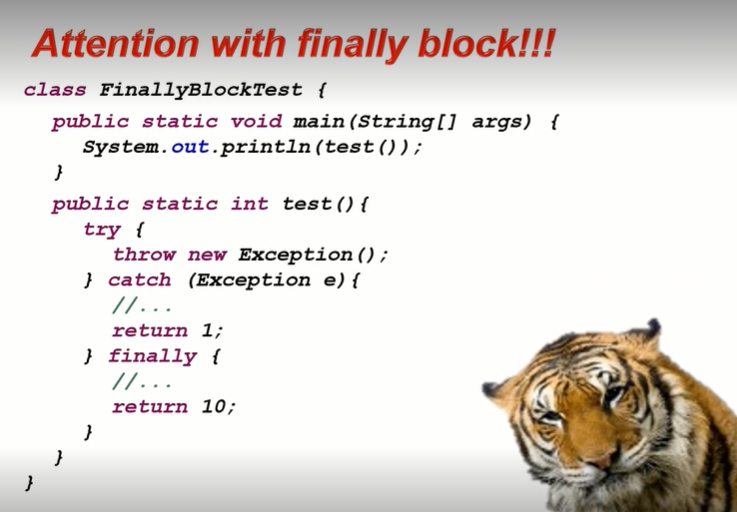 Attention with finally block!!!
class FinallyBlockTest {
public static void main(String[] args) {
System.out.println(test());
}
public static int test(){
try {
throw new Exception();
} catch (Exception e){
//...
return 1;
} finally {
//...
return 10;
}
}
}